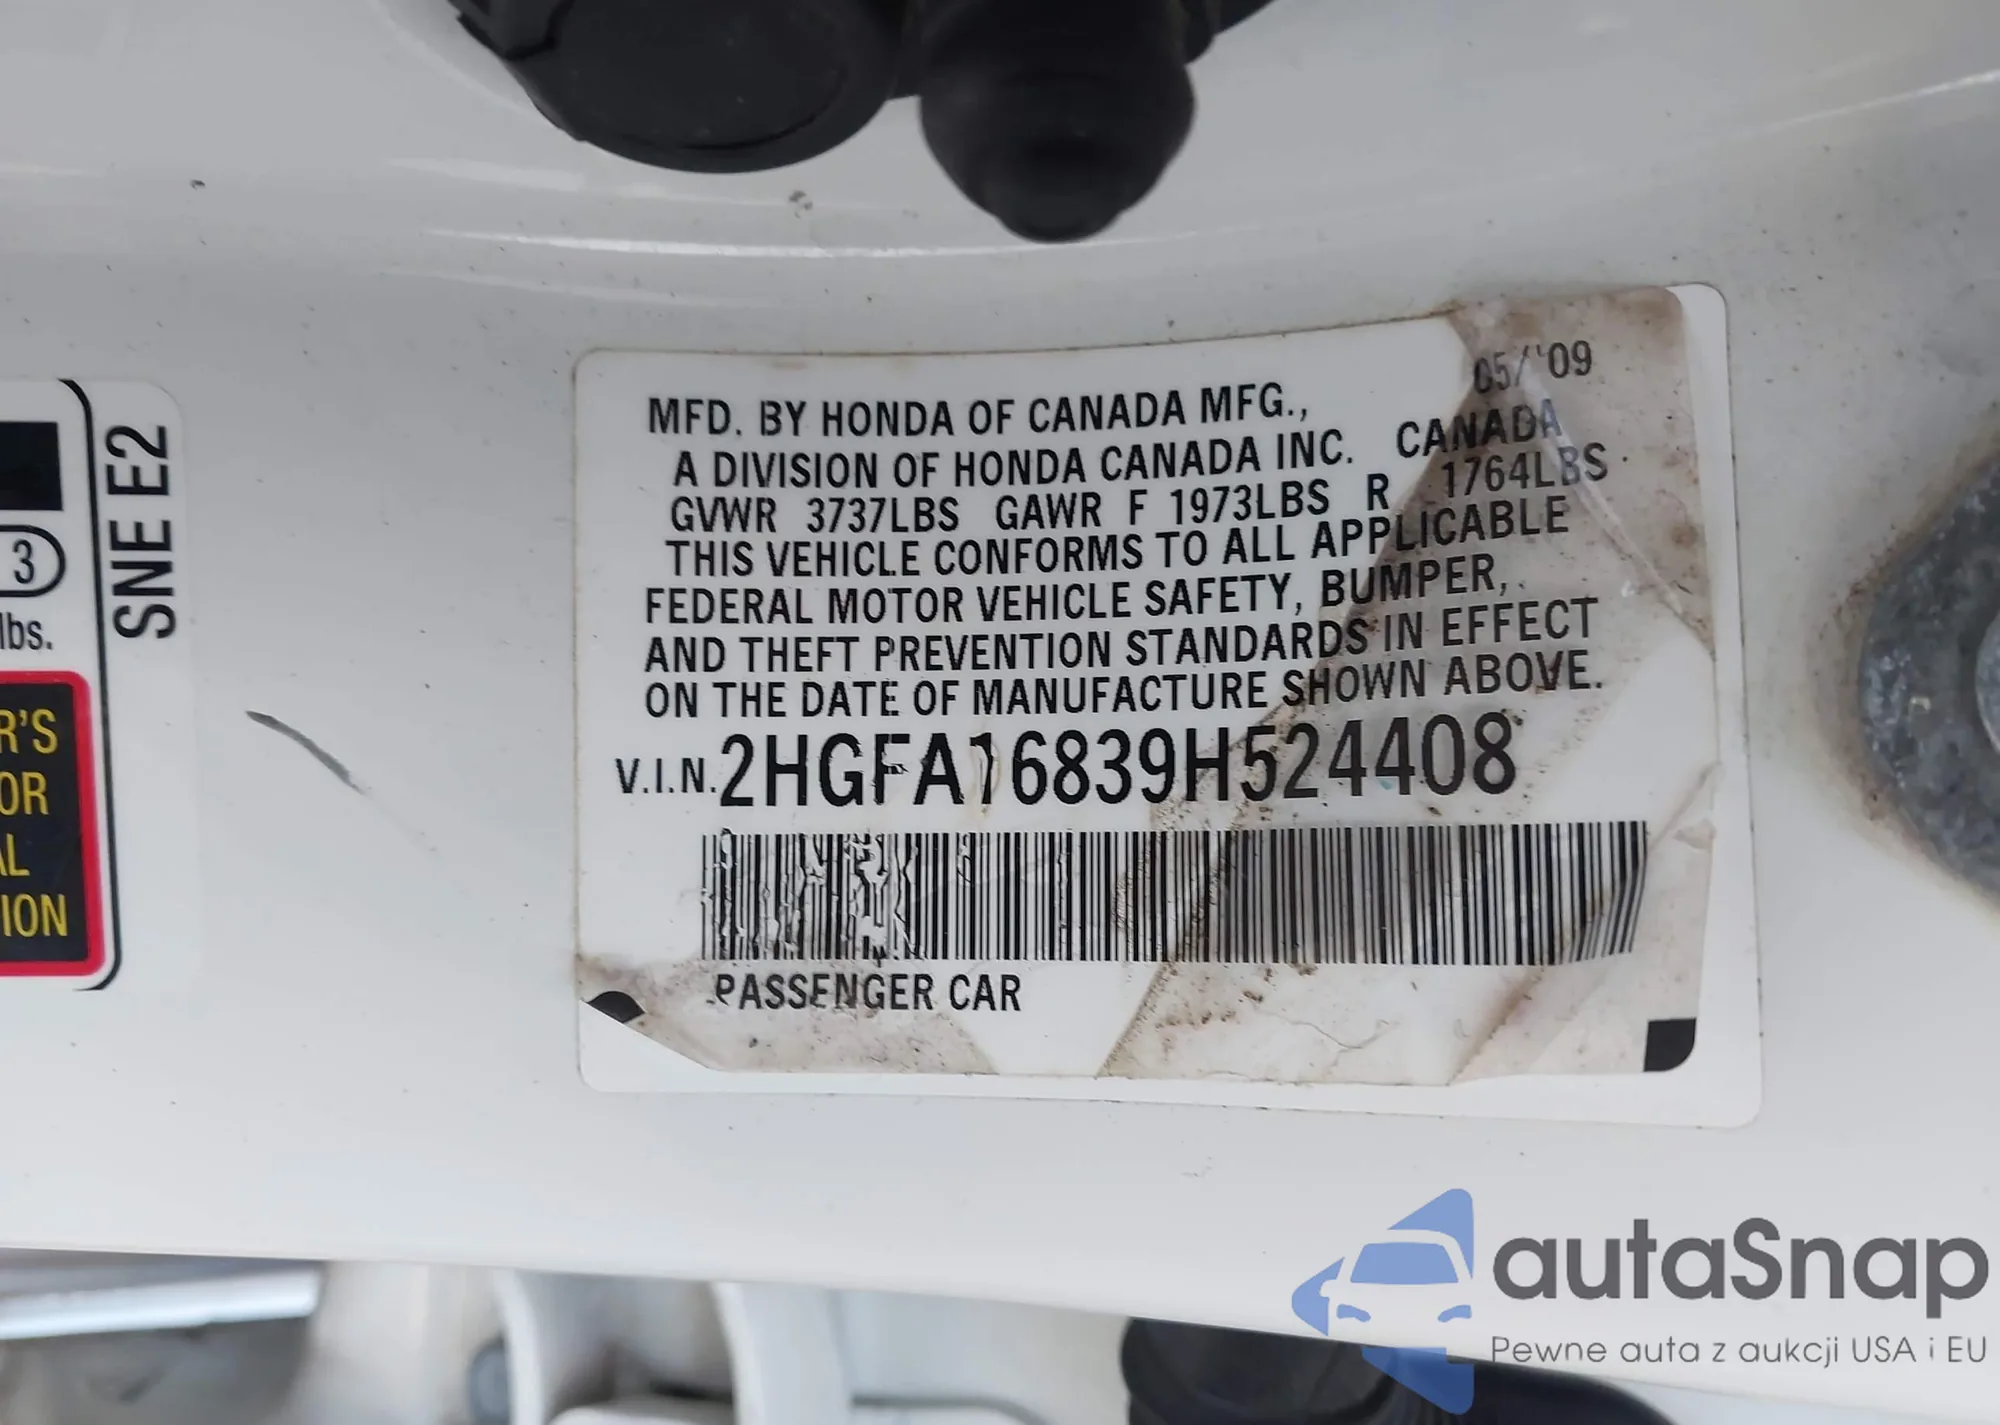 SNE E2
3
lbs.
R'S
OR
AL
ION
05/'09
MFD. BY HONDA OF CANADA MFG.,
A DIVISION OF HONDA CANADA INC. CANADA
GVWR 3737LBS GAWR F 1973LBS R 1764LBS
THIS VEHICLE CONFORMS TO ALL APPLICABLE
FEDERAL MOTOR VEHICLE SAFETY, BUMPER,
AND THEFT PREVENTION STANDARDS IN EFFECT
ON THE DATE OF MANUFACTURE SHOWN ABOVE.
V.I.N. 2HGFA16839H524408
PASSENGER CAR
autaSnap
Pewne auta z aukcji USA i EU